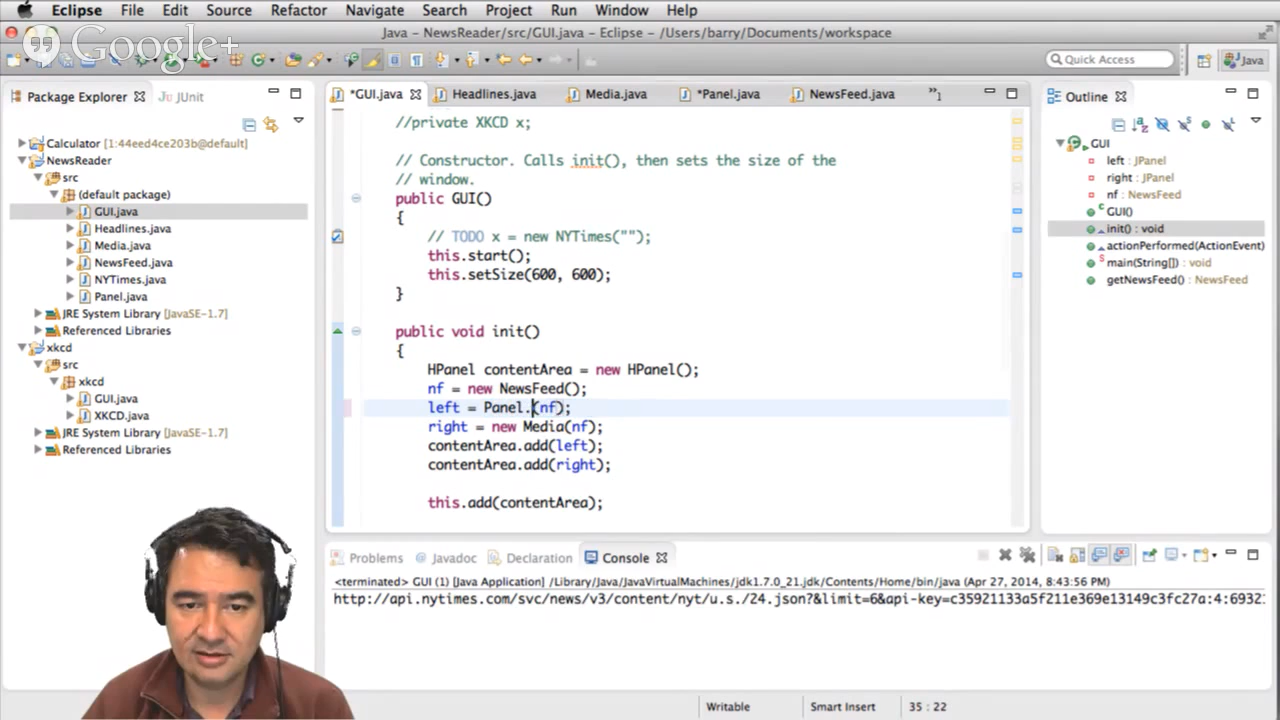 Eclipse File Edit Source Refactor Navigate Search Project Run Window Help
Java – NewsReader/src/GUI.java – Eclipse – /Users/barry/Documents/workspace
Google+
Quick Access
Java
Package Explorer JUnit
Calculator [1:44eed4ce203b@default]
NewsReader
src
(default package)
GUI.java
Headlines.java
Media.java
NewsFeed.java
NYTimes.java
Panel.java
JRE System Library [JavaSE-1.7]
Referenced Libraries
xkcd
src
xkcd
GUI.java
XKCD.java
JRE System Library [JavaSE-1.7]
Referenced Libraries
*GUI.java Headlines.java Media.java *Panel.java NewsFeed.java »1
//private XKCD x;
// Constructor. Calls init(), then sets the size of the
// window.
public GUI()
{
// TODO x = new NYTimes("");
this.start();
this.setSize(600, 600);
}
public void init()
{
HPanel contentArea = new HPanel();
nf = new NewsFeed();
left = Panel.(nf);
right = new Media(nf);
contentArea.add(left);
contentArea.add(right);
this.add(contentArea);
Outline
GUI
left : JPanel
right : JPanel
nf : NewsFeed
GUI()
init() : void
actionPerformed(ActionEvent)
main(String[]) : void
getNewsFeed() : NewsFeed
Problems @ Javadoc Declaration Console
<terminated> GUI (1) [Java Application] /Library/Java/JavaVirtualMachines/jdk1.7.0_21.jdk/Contents/Home/bin/java (Apr 27, 2014, 8:43:56 PM)
http://api.nytimes.com/svc/news/v3/content/nyt/u.s./24.json?&limit=6&api-key=c35921133a5f211e369e13149c3fc27a:4:6932
Writable Smart Insert 35 : 22